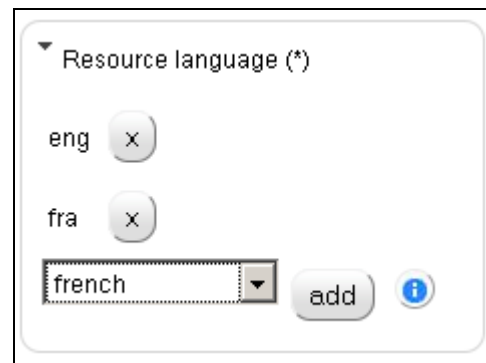 Resource language (*)
eng x
fra x
french add i